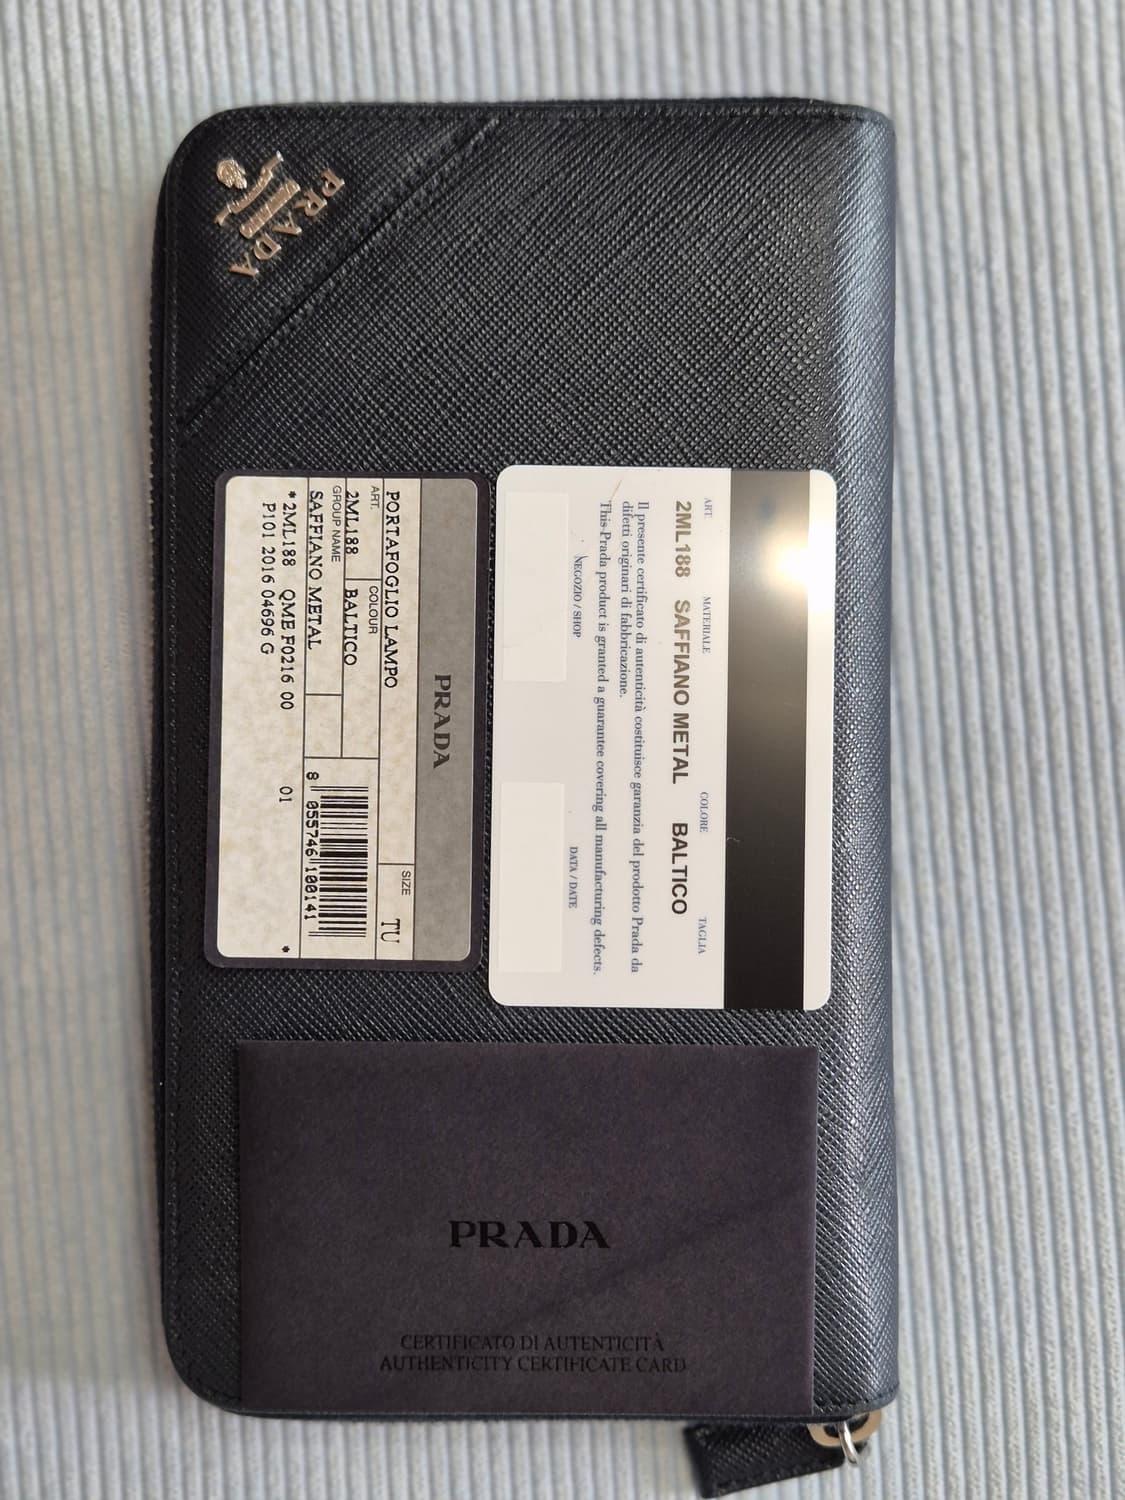 PRADA
PRADA
PORTAFOGLIO LAMPO
SIZE
TU
ART.
COLOUR
2ML188
BALTICO
GROUP NAME
SAFFIANO METAL
8 055746 100141
* 2ML188 QME F0216 00 01 *
P101 2016 04696 G
ART.
MATERIALE
COLORE
TAGLIA
2ML188 SAFFIANO METAL BALTICO
Il presente certificato di autenticità costituisce garanzia del prodotto Prada da
difetti originari di fabbricazione.
This Prada product is granted a guarantee covering all manufacturing defects.
NEGOZIO / SHOP
DATA / DATE
PRADA
CERTIFICATO DI AUTENTICITÀ
AUTHENTICITY CERTIFICATE CARD